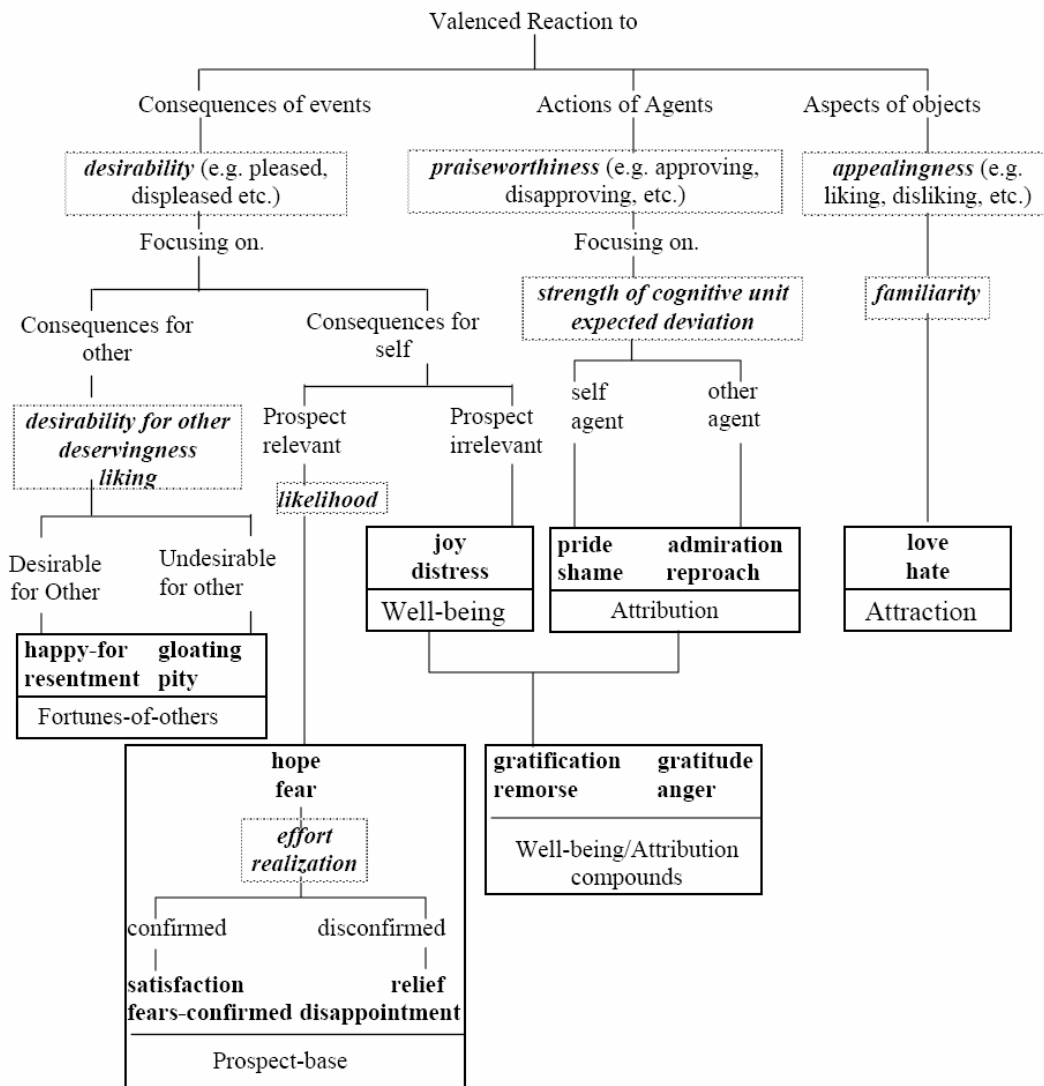 Valenced Reaction to
Consequences of events
Actions of Agents
Aspects of objects
desirability (e.g. pleased,
displeased etc.)
praiseworthiness (e.g. approving,
disapproving, etc.)
appealingness (e.g.
liking, disliking, etc.)
Focusing on.
Focusing on.
strength of cognitive unit
expected deviation
familiarity
Consequences for
other
Consequences for
self
self
agent
other
agent
desirability for other
deservingness
liking
Prospect
relevant
Prospect
irrelevant
likelihood
Desirable
for Other
Undesirable
for other
joy
distress
Well-being
pride admiration
shame reproach
Attribution
love
hate
Attraction
happy-for gloating
resentment pity
Fortunes-of-others
hope
fear
effort
realization
confirmed disconfirmed
satisfaction relief
fears-confirmed disappointment
Prospect-base
gratification gratitude
remorse anger
Well-being/Attribution
compounds